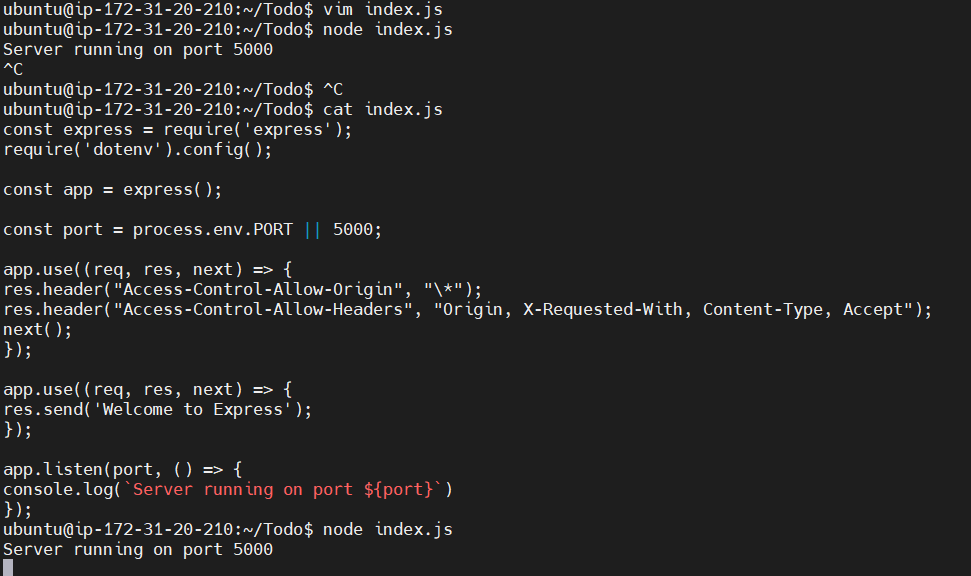 ubuntu@ip-172-31-20-210:~/Todo$ vim index.js
ubuntu@ip-172-31-20-210:~/Todo$ node index.js
Server running on port 5000
^C
ubuntu@ip-172-31-20-210:~/Todo$ ^C
ubuntu@ip-172-31-20-210:~/Todo$ cat index.js
const express = require('express');
require('dotenv').config();

const app = express();

const port = process.env.PORT || 5000;

app.use((req, res, next) => {
res.header("Access-Control-Allow-Origin", "\*");
res.header("Access-Control-Allow-Headers", "Origin, X-Requested-With, Content-Type, Accept");
next();
});

app.use((req, res, next) => {
res.send('Welcome to Express');
});

app.listen(port, () => {
console.log(`Server running on port ${port}`)
});
ubuntu@ip-172-31-20-210:~/Todo$ node index.js
Server running on port 5000